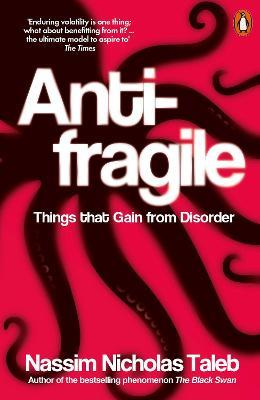 'Enduring volatility is one thing;
what about benefitting from it? ...
the ultimate model to aspire to'
The Times
Anti-
fragile
Things that Gain from Disorder
Nassim Nicholas Taleb
Author of the bestselling phenomenon The Black Swan